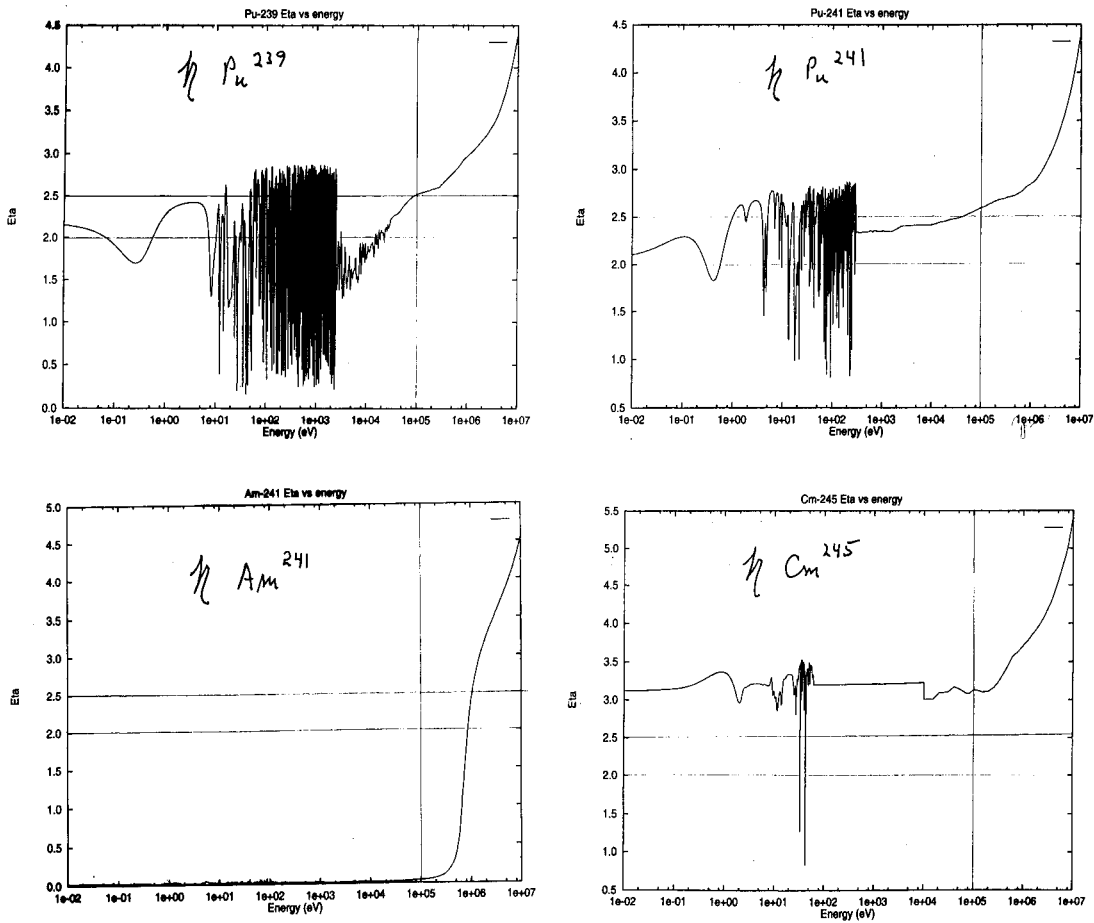 Pu-239 Eta vs energy
η Pu 239
Eta
4.5
4.0
3.5
3.0
2.5
2.0
1.5
1.0
0.5
0.0
1e-02 1e-01 1e+00 1e+01 1e+02 1e+03 1e+04 1e+05 1e+06 1e+07
Energy (eV)
Pu-241 Eta vs energy
η Pu 241
Eta
4.5
4.0
3.5
3.0
2.5
2.0
1.5
1.0
0.5
1e-02 1e-01 1e+00 1e+01 1e+02 1e+03 1e+04 1e+05 1e+06 1e+07
Energy (eV)
Am-241 Eta vs energy
η Am 241
Eta
5.0
4.5
4.0
3.5
3.0
2.5
2.0
1.5
1.0
0.5
0.0
1e-02 1e-01 1e+00 1e+01 1e+02 1e+03 1e+04 1e+05 1e+06 1e+07
Energy (eV)
Cm-245 Eta vs energy
η Cm 245
Eta
5.5
5.0
4.5
4.0
3.5
3.0
2.5
2.0
1.5
1.0
0.5
1e-02 1e-01 1e+00 1e+01 1e+02 1e+03 1e+04 1e+05 1e+06 1e+07
Energy (eV)